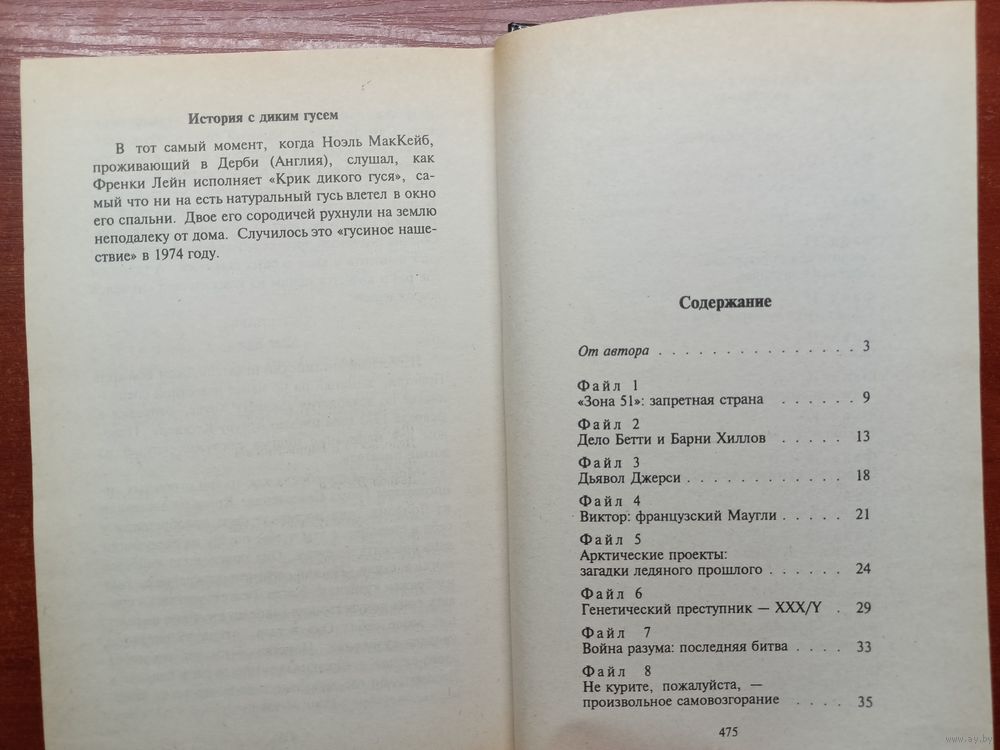 История с диким гусем
В тот самый момент, когда Ноэль МакКейб,
проживающий в Дерби (Англия), слушал, как
Френки Лейн исполняет «Крик дикого гуся», са-
мый что ни на есть натуральный гусь влетел в окно
его спальни. Двое его сородичей рухнули на землю
неподалеку от дома. Случилось это «гусиное наше-
ствие» в 1974 году.
Содержание
От автора . . . . . . . . . . . . . . . 3
Файл 1
«Зона 51»: запретная страна . . . . . . 9
Файл 2
Дело Бетти и Барни Хиллов . . . . . 13
Файл 3
Дьявол Джерси . . . . . . . . . . . . 18
Файл 4
Виктор: французский Маугли . . . . . 21
Файл 5
Арктические проекты:
загадки ледяного прошлого . . . . . . 24
Файл 6
Генетический преступник — XXX/Y . 29
Файл 7
Война разума: последняя битва . . . . 33
Файл 8
Не курите, пожалуйста, —
произвольное самовозгорание . . . . 35
475
www.ay.by